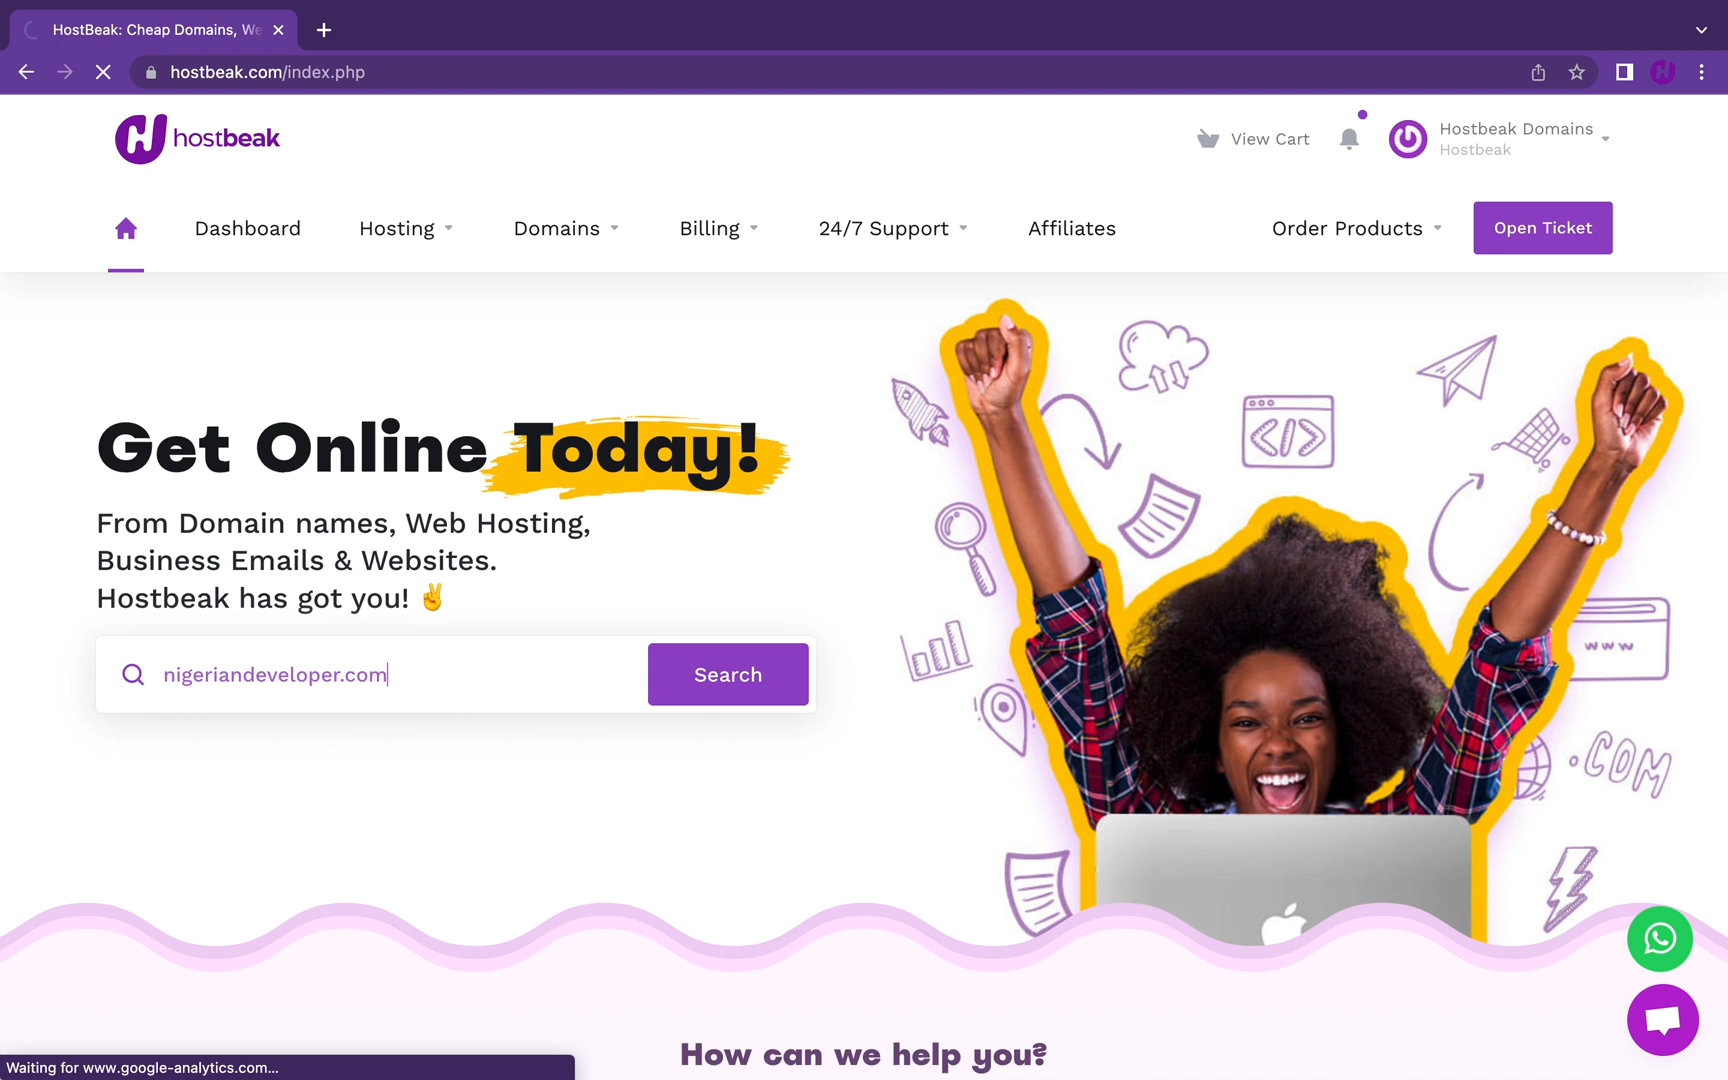 HostBeak: Cheap Domains, We
hostbeak.com/index.php
hostbeak
View Cart
Hostbeak Domains
Hostbeak
Dashboard
Hosting
Domains
Billing
24/7 Support
Affiliates
Order Products
Open Ticket
Get Online Today!
From Domain names, Web Hosting,
Business Emails & Websites.
Hostbeak has got you! ✌️
nigeriandeveloper.com
Search
www
.COM
How can we help you?
Waiting for www.google-analytics.com...